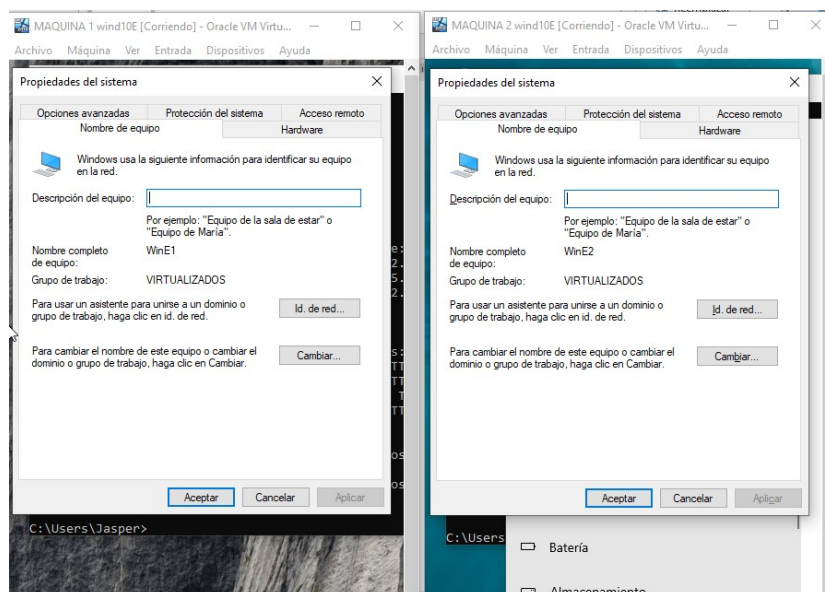 MAQUINA 1 wind10E [Corriendo] - Oracle VM Virtu...
Archivo Máquina Ver Entrada Dispositivos Ayuda
Propiedades del sistema
Opciones avanzadas Protección del sistema Acceso remoto
Nombre de equipo Hardware
Windows usa la siguiente información para identificar su equipo
en la red.
Descripción del equipo:
Por ejemplo: "Equipo de la sala de estar" o
"Equipo de María".
Nombre completo WinE1
de equipo:
Grupo de trabajo: VIRTUALIZADOS
Para usar un asistente para unirse a un dominio o
grupo de trabajo, haga clic en id. de red.
Id. de red...
Para cambiar el nombre de este equipo o cambiar el
dominio o grupo de trabajo, haga clic en Cambiar.
Cambiar...
Aceptar Cancelar Aplicar
C:\Users\Jasper>
MAQUINA 2 wind10E [Corriendo] - Oracle VM Virtu...
Archivo Máquina Ver Entrada Dispositivos Ayuda
Propiedades del sistema
Opciones avanzadas Protección del sistema Acceso remoto
Nombre de equipo Hardware
Windows usa la siguiente información para identificar su equipo
en la red.
Descripción del equipo:
Por ejemplo: "Equipo de la sala de estar" o
"Equipo de María".
Nombre completo WinE2
de equipo:
Grupo de trabajo: VIRTUALIZADOS
Para usar un asistente para unirse a un dominio o
grupo de trabajo, haga clic en id. de red.
Id. de red...
Para cambiar el nombre de este equipo o cambiar el
dominio o grupo de trabajo, haga clic en Cambiar.
Cambiar...
Aceptar Cancelar Aplicar
C:\Users
Batería
Almacenamiento